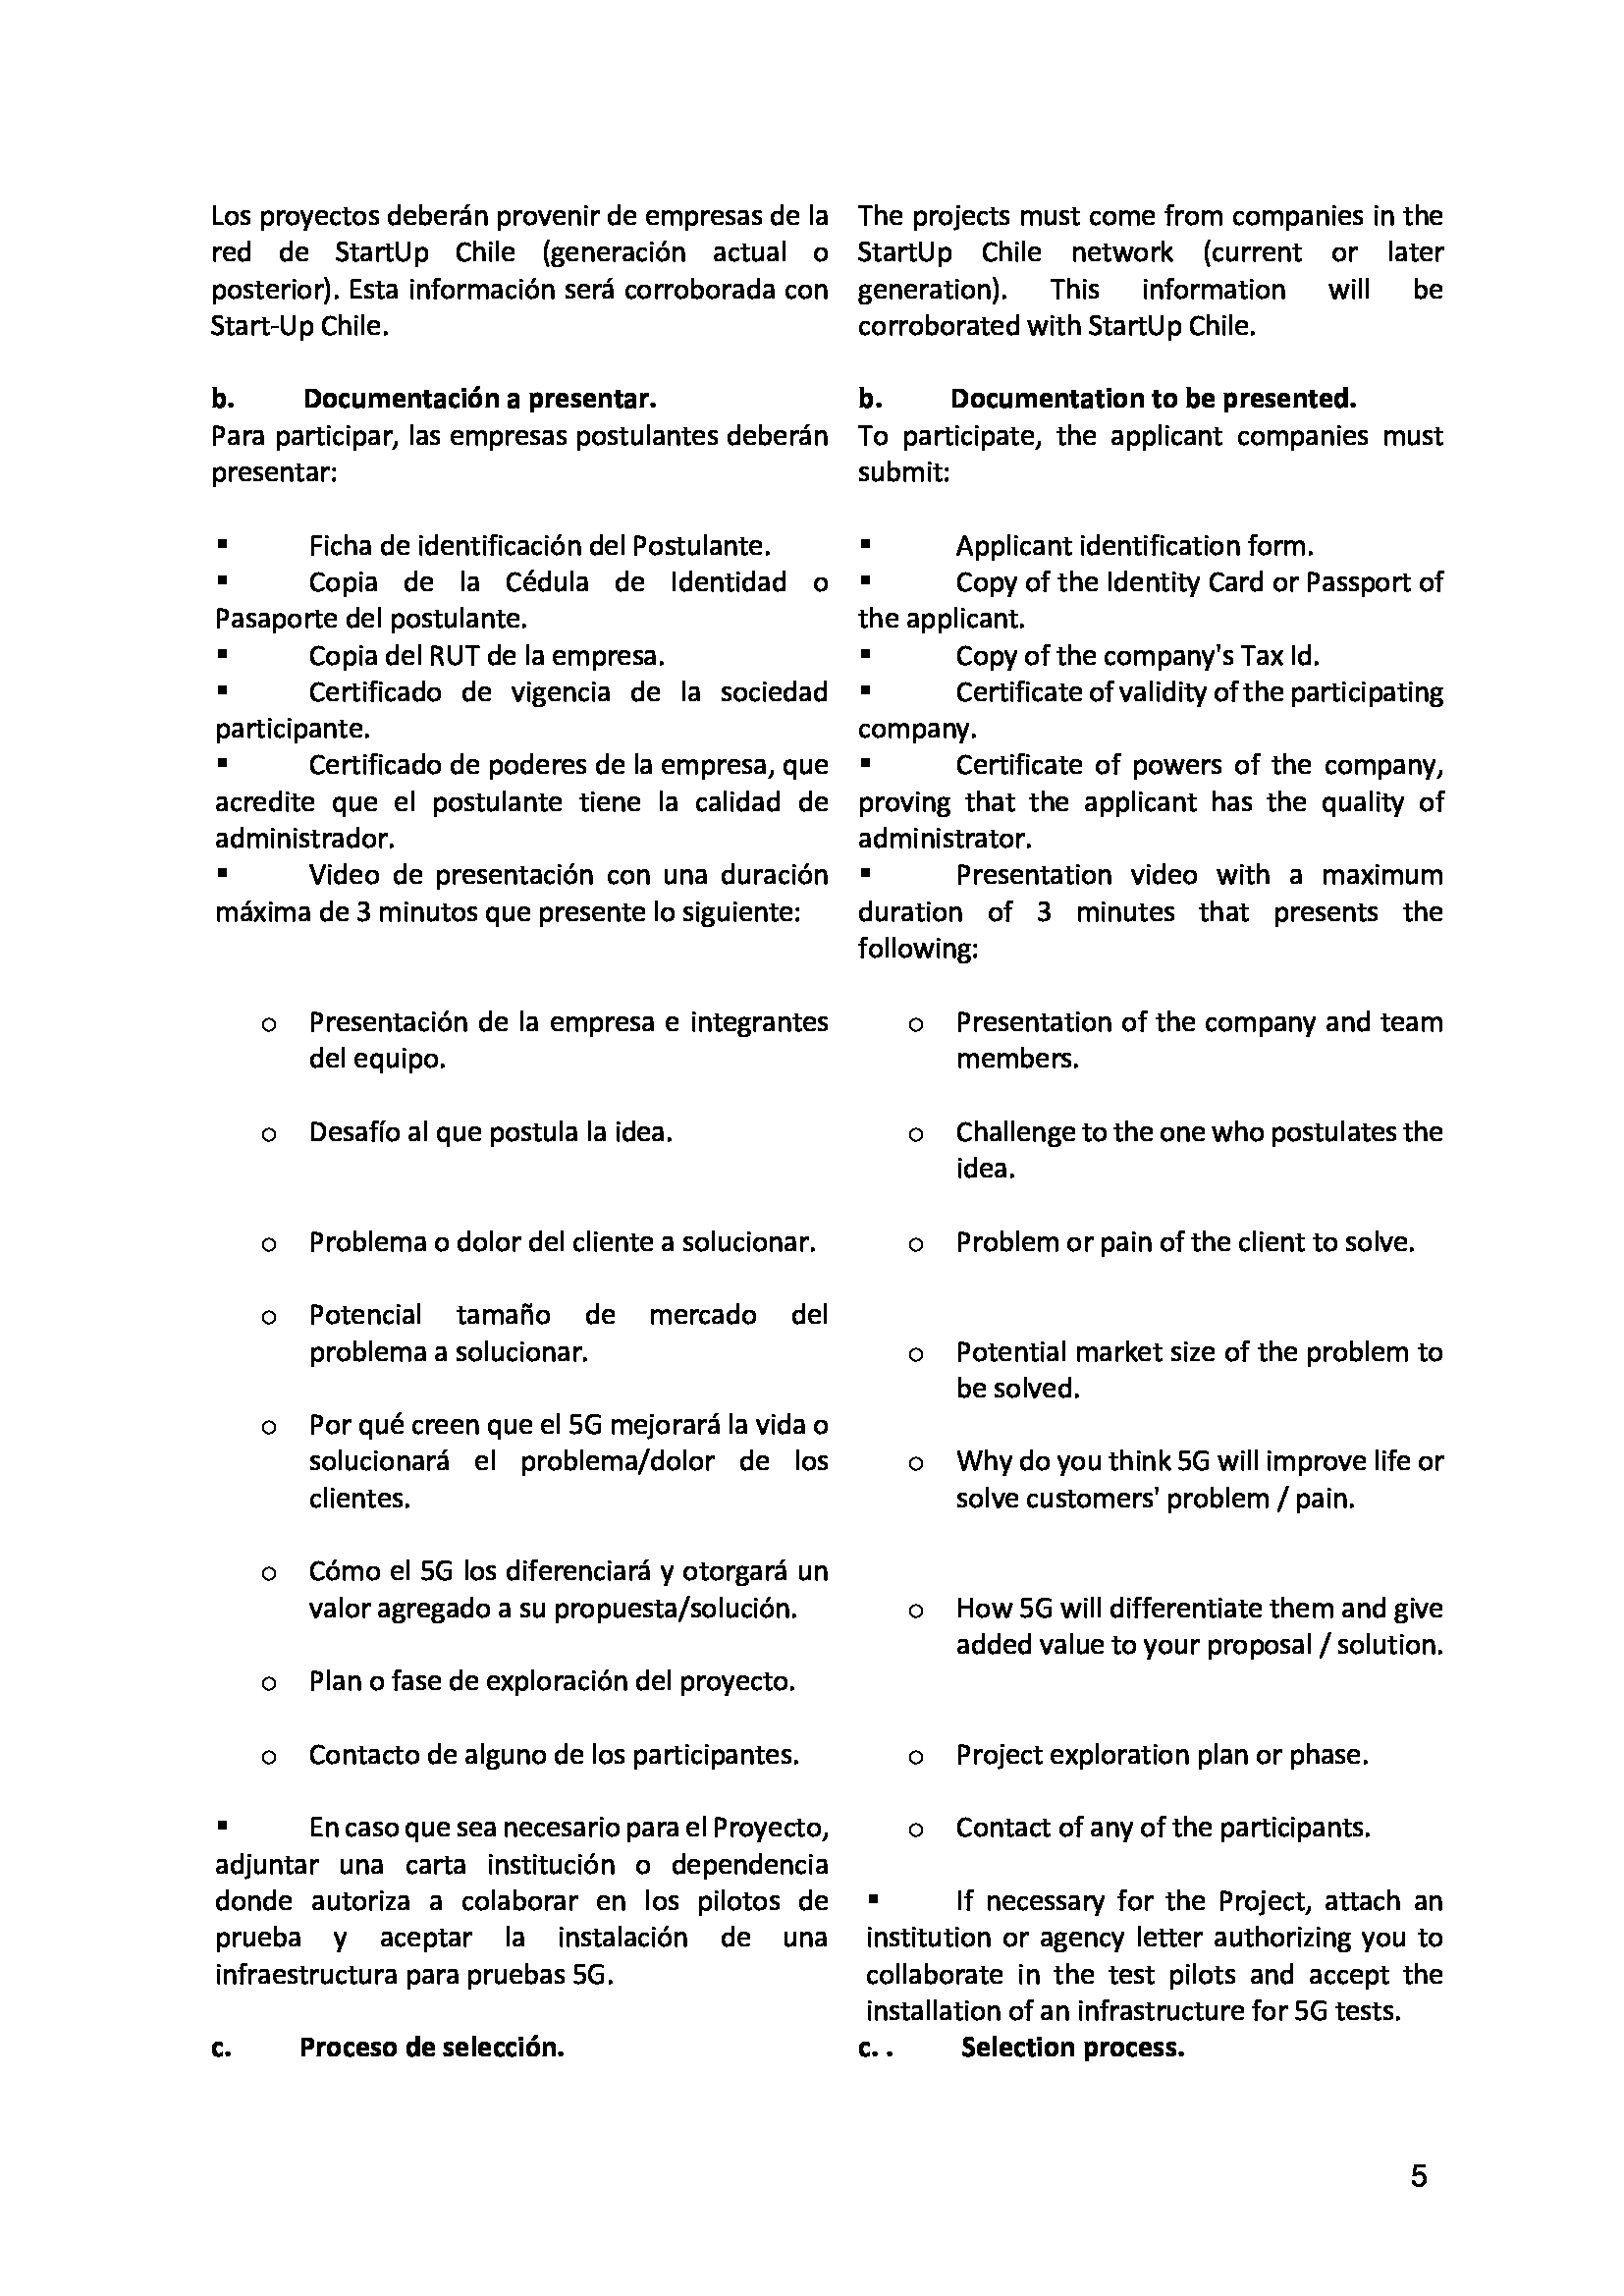 Los proyectos deberán provenir de empresas de la
red de StartUp Chile (generación actual o
posterior). Esta información será corroborada con
Start-Up Chile.
b. Documentación a presentar.
Para participar, las empresas postulantes deberán
presentar:
▪ Ficha de identificación del Postulante.
▪ Copia de la Cédula de Identidad o
Pasaporte del postulante.
▪ Copia del RUT de la empresa.
▪ Certificado de vigencia de la sociedad
participante.
▪ Certificado de poderes de la empresa, que
acredite que el postulante tiene la calidad de
administrador.
▪ Video de presentación con una duración
máxima de 3 minutos que presente lo siguiente:
o Presentación de la empresa e integrantes
del equipo.
o Desafío al que postula la idea.
o Problema o dolor del cliente a solucionar.
o Potencial tamaño de mercado del
problema a solucionar.
o Por qué creen que el 5G mejorará la vida o
solucionará el problema/dolor de los
clientes.
o Cómo el 5G los diferenciará y otorgará un
valor agregado a su propuesta/solución.
o Plan o fase de exploración del proyecto.
o Contacto de alguno de los participantes.
▪ En caso que sea necesario para el Proyecto,
adjuntar una carta institución o dependencia
donde autoriza a colaborar en los pilotos de
prueba y aceptar la instalación de una
infraestructura para pruebas 5G.
c. Proceso de selección.
The projects must come from companies in the
StartUp Chile network (current or later
generation). This information will be
corroborated with StartUp Chile.
b. Documentation to be presented.
To participate, the applicant companies must
submit:
▪ Applicant identification form.
▪ Copy of the Identity Card or Passport of
the applicant.
▪ Copy of the company's Tax Id.
▪ Certificate of validity of the participating
company.
▪ Certificate of powers of the company,
proving that the applicant has the quality of
administrator.
▪ Presentation video with a maximum
duration of 3 minutes that presents the
following:
o Presentation of the company and team
members.
o Challenge to the one who postulates the
idea.
o Problem or pain of the client to solve.
o Potential market size of the problem to
be solved.
o Why do you think 5G will improve life or
solve customers' problem / pain.
o How 5G will differentiate them and give
added value to your proposal / solution.
o Project exploration plan or phase.
o Contact of any of the participants.
▪ If necessary for the Project, attach an
institution or agency letter authorizing you to
collaborate in the test pilots and accept the
installation of an infrastructure for 5G tests.
c. . Selection process.
5